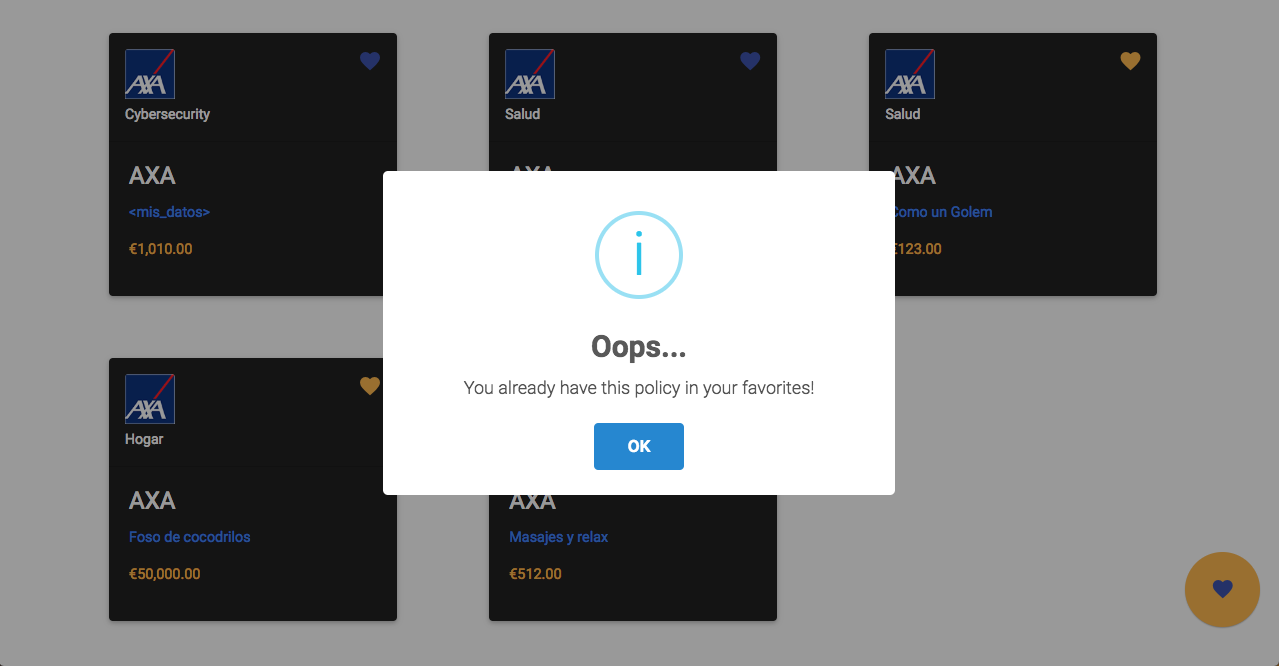 AXA
Cybersecurity
AXA
<mis_datos>
€1,010.00
AXA
Salud
AXA
AXA
Salud
AXA
Como un Golem
€123.00
i
Oops...
You already have this policy in your favorites!
OK
AXA
Hogar
AXA
Foso de cocodrilos
€50,000.00
AXA
Masajes y relax
€512.00